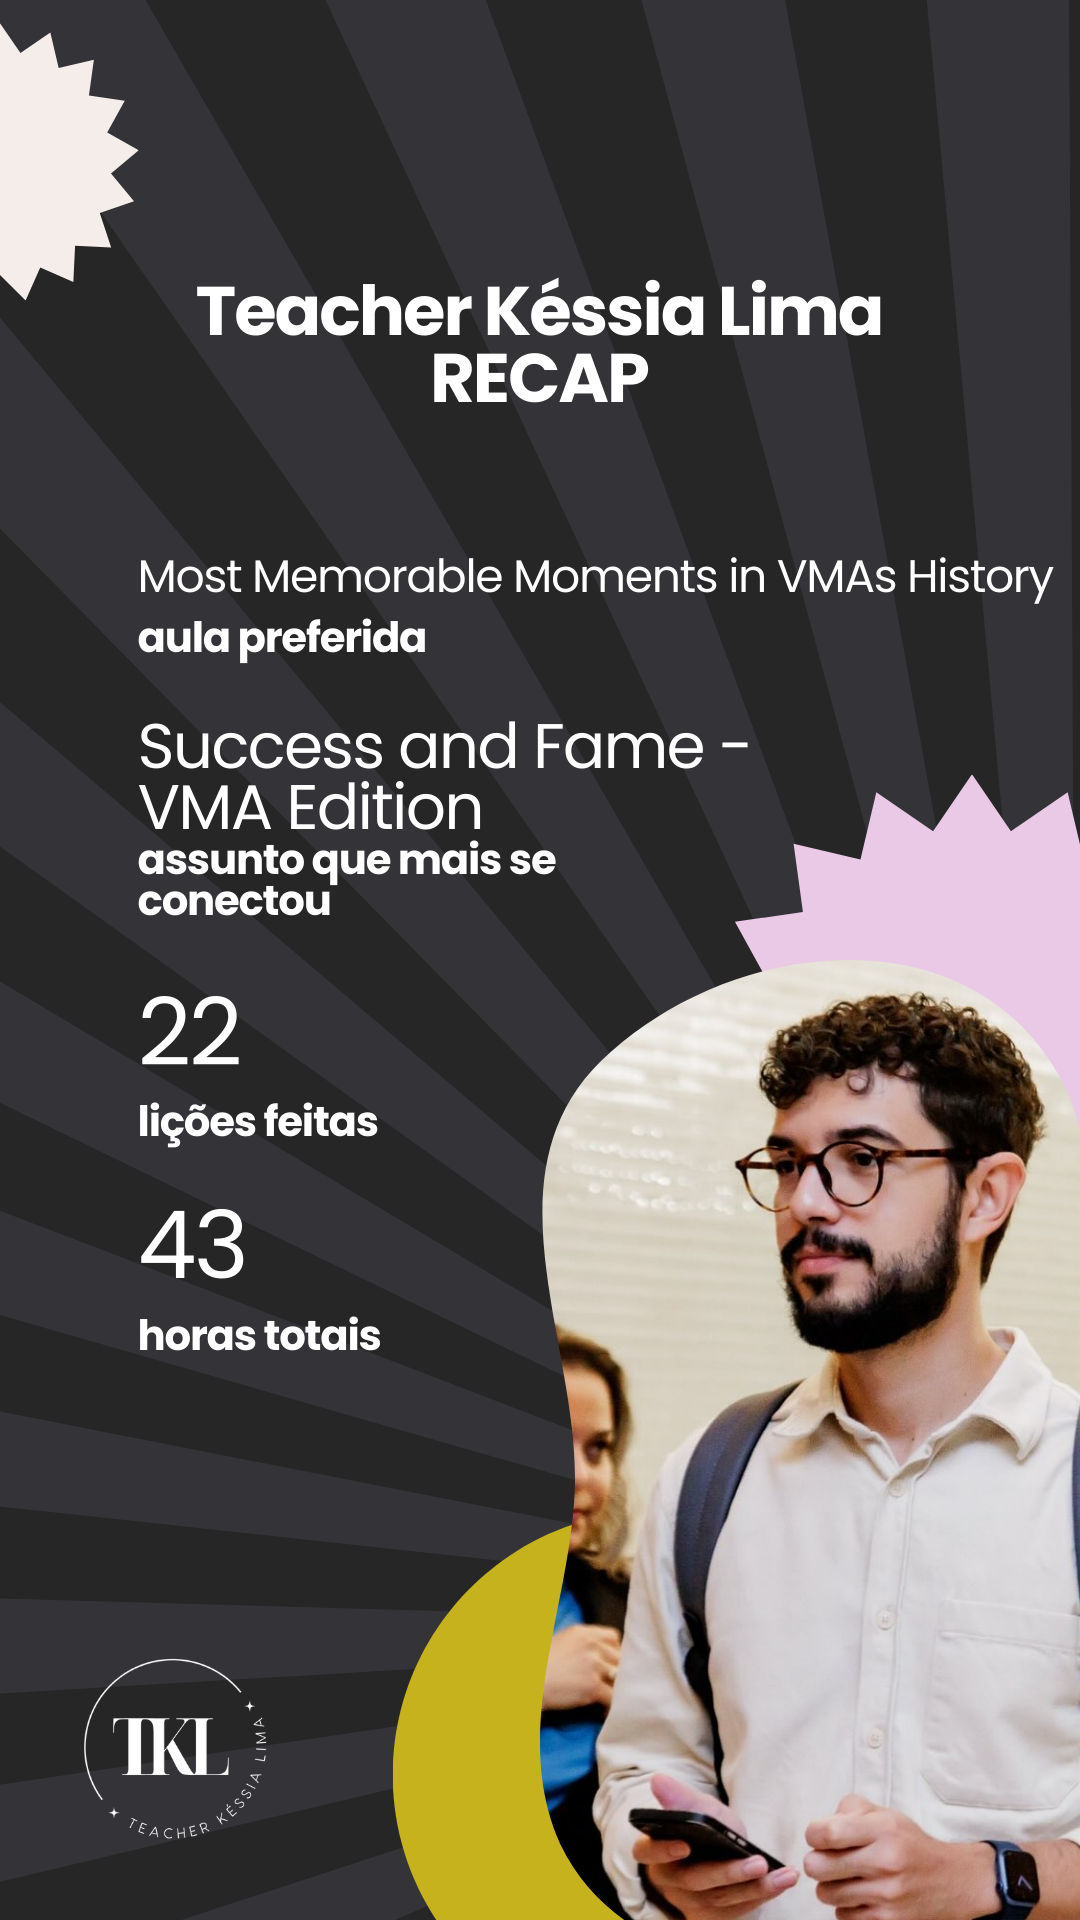 Teacher Késsia Lima
RECAP
Most Memorable Moments in VMAs History
aula preferida
Success and Fame -
VMA Edition
assunto que mais se
conectou
22
lições feitas
43
horas totais
TKL
TEACHER KÉSSIA LIMA